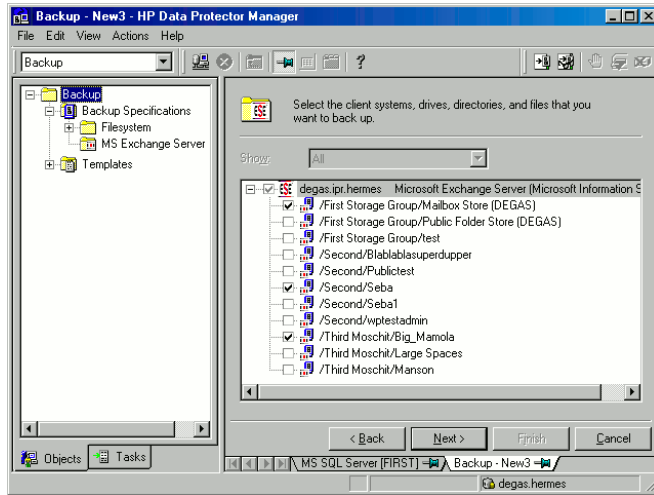 Backup - New3 - HP Data Protector Manager
File Edit View Actions Help
Backup
Backup
Backup Specifications
Filesystem
MS Exchange Server
Templates
Select the client systems, drives, directories, and files that you
want to back up.
Show:
All
degas.ipr.hermes Microsoft Exchange Server (Microsoft Information S
/First Storage Group/Mailbox Store (DEGAS)
/First Storage Group/Public Folder Store (DEGAS)
/First Storage Group/test
/Second/Blablablasuperdupper
/Second/Publictest
/Second/Seba
/Second/Seba1
/Second/wptestadmin
/Third Moschit/Big_Mamola
/Third Moschit/Large Spaces
/Third Moschit/Manson
< Back Next > Finish Cancel
Objects Tasks
MS SQL Server [FIRST] Backup - New3
degas.hermes